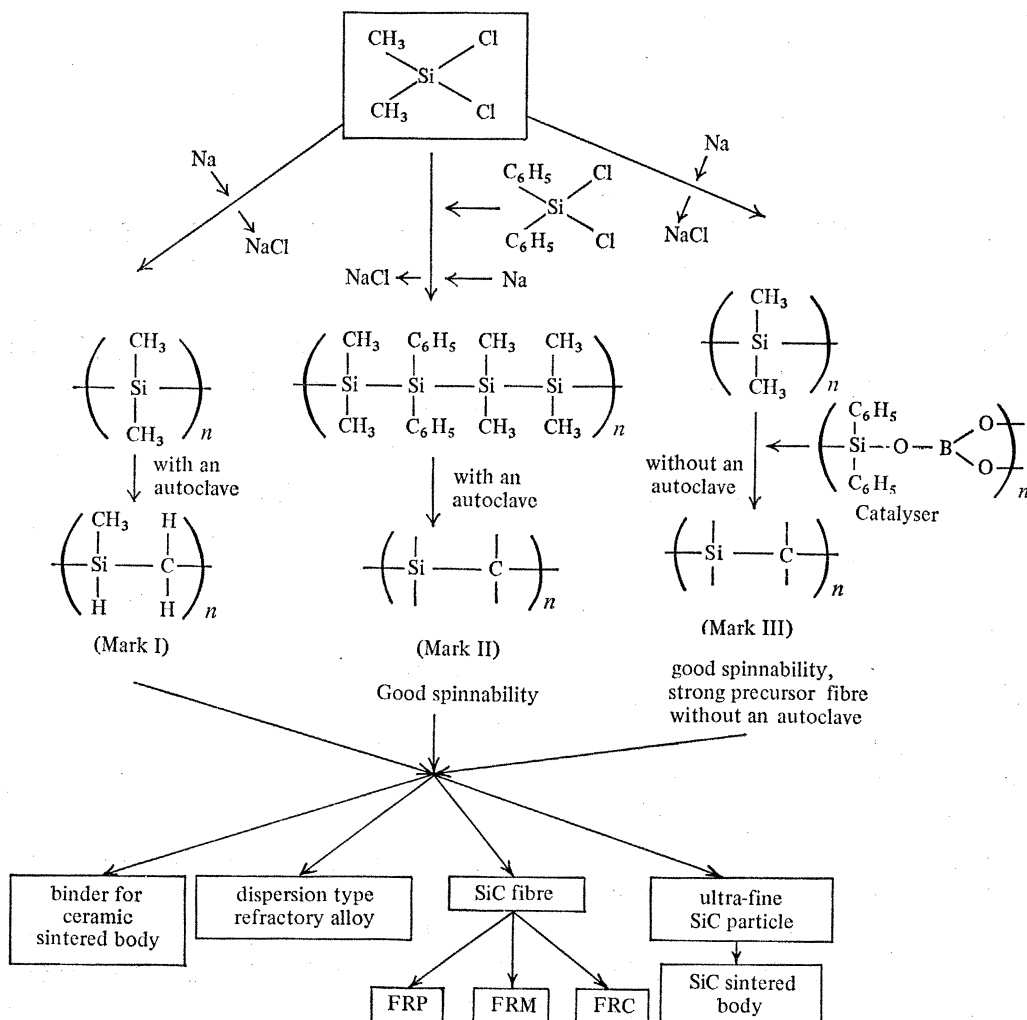 CH₃ Cl
Si
CH₃ Cl
Na
NaCl
C₆H₅ Cl
Si
C₆H₅ Cl
NaCl Na
Na
NaCl
CH₃
Si
CH₃ n
CH₃ C₆H₅ CH₃ CH₃
Si Si Si Si
CH₃ C₆H₅ CH₃ CH₃ n
CH₃
Si
CH₃ n
with an
autoclave
with an
autoclave
without an
autoclave
C₆H₅ O
Si O B
C₆H₅ O n
Catalyser
CH₃ H
Si C
H H n
(Mark I)
Si C
n
(Mark II)
Good spinnability
Si C
n
(Mark III)
good spinnability,
strong precursor fibre
without an autoclave
binder for
ceramic
sintered body
dispersion type
refractory alloy
SiC fibre
ultra-fine
SiC particle
FRP FRM FRC
SiC sintered
body